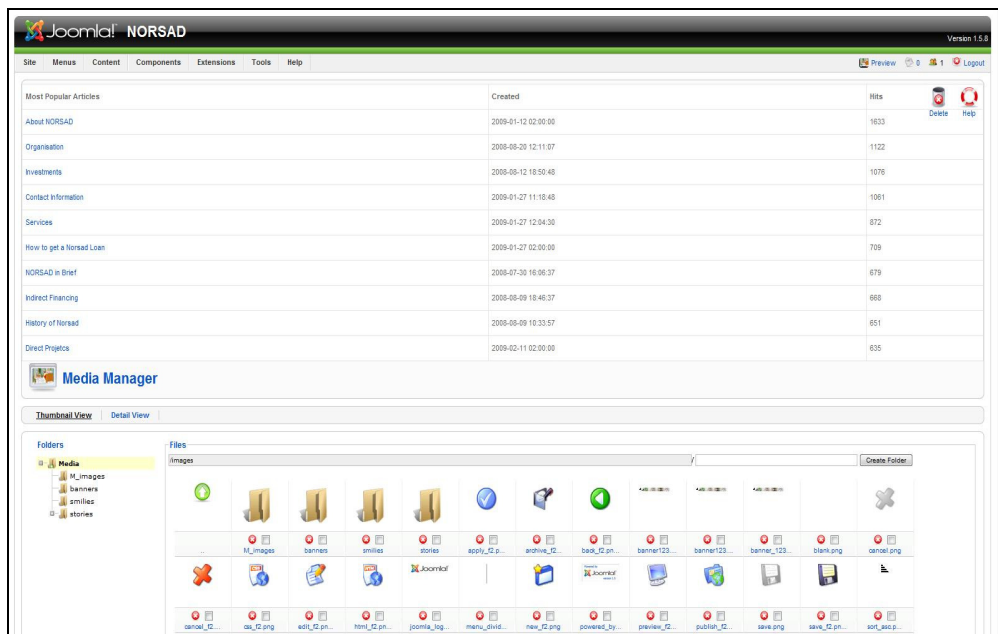 Joomla! NORSAD
Version 1.5.8
Site Menus Content Components Extensions Tools Help Preview 0 1 Logout
Most Popular Articles Created Hits
Delete Help
About NORSAD 2009-01-12 02:00:00 1633
Organisation 2008-08-20 12:11:07 1122
Investments 2008-08-12 18:50:48 1076
Contact Information 2009-01-27 11:18:48 1061
Services 2009-01-27 12:04:30 872
How to get a Norsad Loan 2009-01-27 02:00:00 709
NORSAD in Brief 2008-07-30 16:06:37 679
Indirect Financing 2008-08-09 18:46:37 668
History of Norsad 2008-08-09 10:33:57 651
Direct Projetcs 2009-02-11 02:00:00 635
Media Manager
Thumbnail View Detail View
Folders Files
Media /images / Create Folder
M_images
banners
smilies
stories
.. M_images banners smilies stories apply_f2.p... archive_f2... back_f2.pn... banner123.... banner123.... banner_123... blank.png cancel.png
Joomla! Joomla!
cancel_f2.... css_f2.png edit_f2.pn... html_f2.pn... joomla_log... menu_divid... new_f2.png powered_by... preview_f2... publish_f2... save.png save_f2.pn... sort_asc.p...